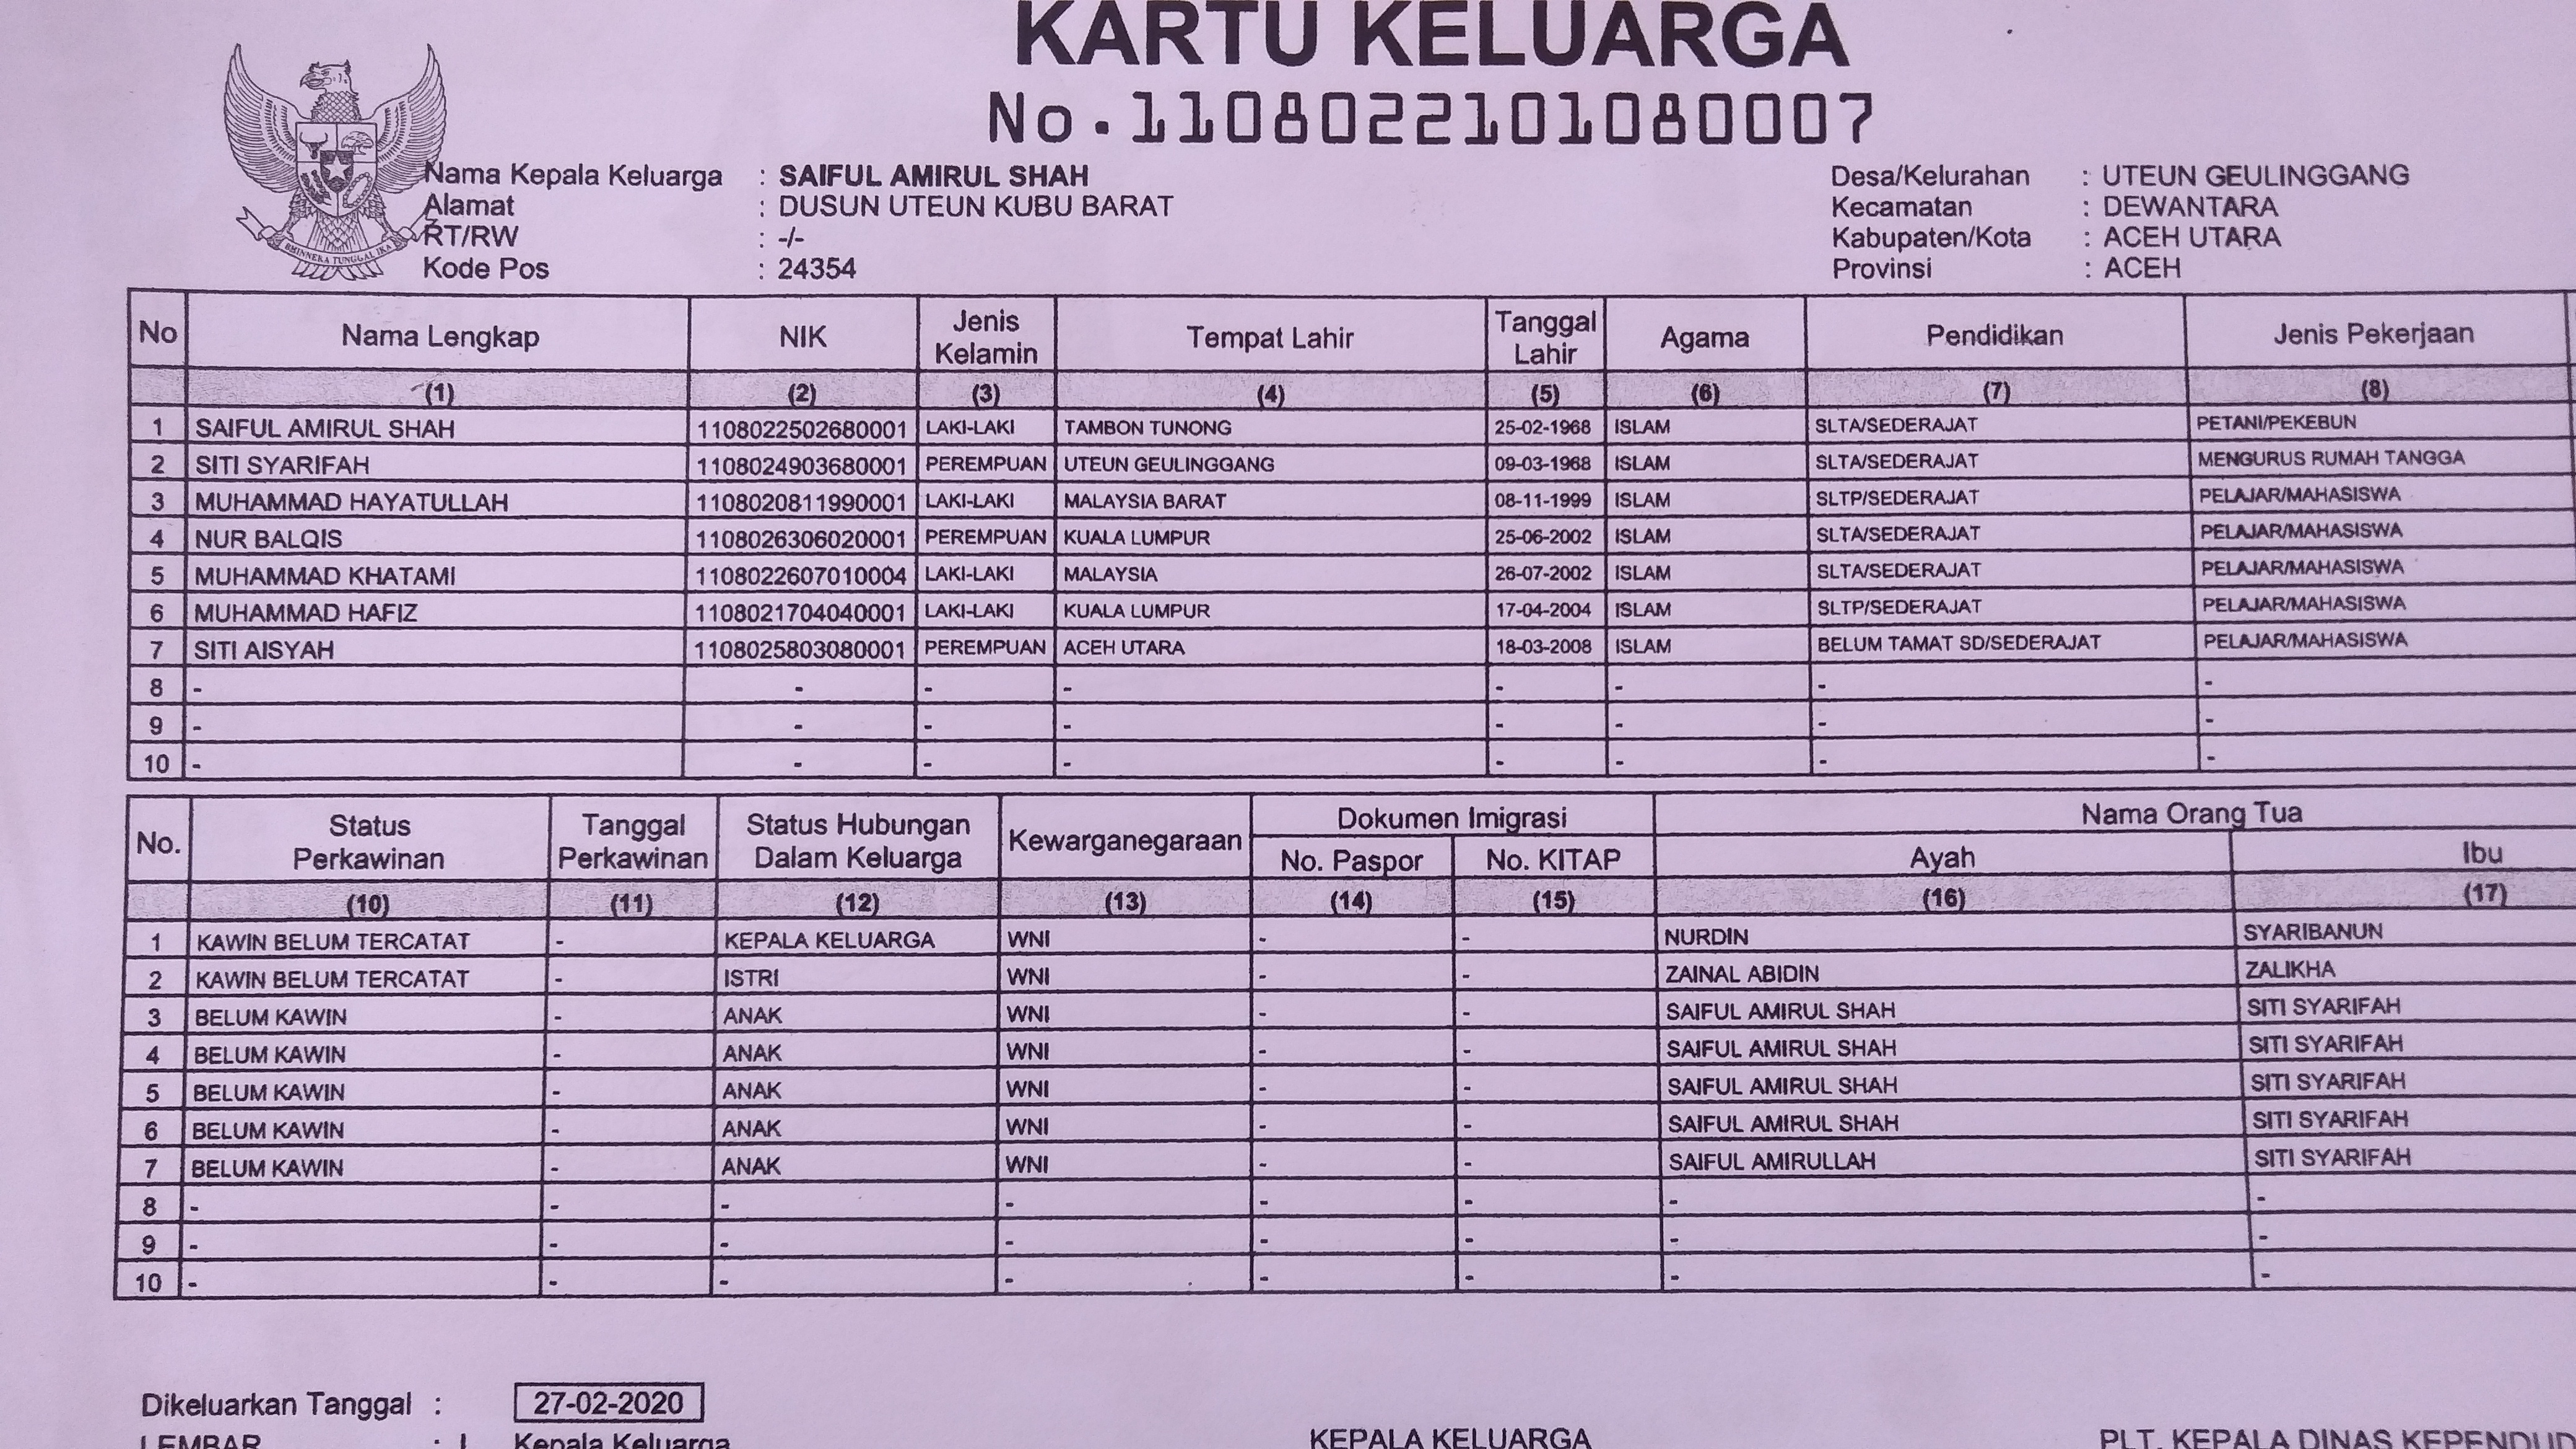 KARTU KELUARGA
No.1108022101080007
BHINNEKA TUNGGAL IKA
Nama Kepala Keluarga : SAIFUL AMIRUL SHAH Desa/Kelurahan : UTEUN GEULINGGANG
Alamat : DUSUN UTEUN KUBU BARAT Kecamatan : DEWANTARA
RT/RW : -/- Kabupaten/Kota : ACEH UTARA
Kode Pos : 24354 Provinsi : ACEH
No Nama Lengkap NIK Jenis Kelamin Tempat Lahir Tanggal Lahir Agama Pendidikan Jenis Pekerjaan
(1) (2) (3) (4) (5) (6) (7) (8)
1 SAIFUL AMIRUL SHAH 1108022502680001 LAKI-LAKI TAMBON TUNONG 25-02-1968 ISLAM SLTA/SEDERAJAT PETANI/PEKEBUN
2 SITI SYARIFAH 1108024903680001 PEREMPUAN UTEUN GEULINGGANG 09-03-1968 ISLAM SLTA/SEDERAJAT MENGURUS RUMAH TANGGA
3 MUHAMMAD HAYATULLAH 1108020811990001 LAKI-LAKI MALAYSIA BARAT 08-11-1999 ISLAM SLTP/SEDERAJAT PELAJAR/MAHASISWA
4 NUR BALQIS 1108026306020001 PEREMPUAN KUALA LUMPUR 25-06-2002 ISLAM SLTA/SEDERAJAT PELAJAR/MAHASISWA
5 MUHAMMAD KHATAMI 1108022607010004 LAKI-LAKI MALAYSIA 26-07-2002 ISLAM SLTA/SEDERAJAT PELAJAR/MAHASISWA
6 MUHAMMAD HAFIZ 1108021704040001 LAKI-LAKI KUALA LUMPUR 17-04-2004 ISLAM SLTP/SEDERAJAT PELAJAR/MAHASISWA
7 SITI AISYAH 1108025803080001 PEREMPUAN ACEH UTARA 18-03-2008 ISLAM BELUM TAMAT SD/SEDERAJAT PELAJAR/MAHASISWA
8 - - - - - - - -
9 - - - - - - - -
10 - - - - - - - -
No. Status Perkawinan Tanggal Perkawinan Status Hubungan Dalam Keluarga Kewarganegaraan Dokumen Imigrasi Nama Orang Tua
No. Paspor No. KITAP Ayah Ibu
(10) (11) (12) (13) (14) (15) (16) (17)
1 KAWIN BELUM TERCATAT - KEPALA KELUARGA WNI - - NURDIN SYARIBANUN
2 KAWIN BELUM TERCATAT - ISTRI WNI - - ZAINAL ABIDIN ZALIKHA
3 BELUM KAWIN - ANAK WNI - - SAIFUL AMIRUL SHAH SITI SYARIFAH
4 BELUM KAWIN - ANAK WNI - - SAIFUL AMIRUL SHAH SITI SYARIFAH
5 BELUM KAWIN - ANAK WNI - - SAIFUL AMIRUL SHAH SITI SYARIFAH
6 BELUM KAWIN - ANAK WNI - - SAIFUL AMIRUL SHAH SITI SYARIFAH
7 BELUM KAWIN - ANAK WNI - - SAIFUL AMIRULLAH SITI SYARIFAH
8 - - - - - - - -
9 - - - - - - - -
10 - - - - - - - -
Dikeluarkan Tanggal : 27-02-2020
LEMBAR : I. Kepala Keluarga KEPALA KELUARGA PLT. KEPALA DINAS KEPENDUD